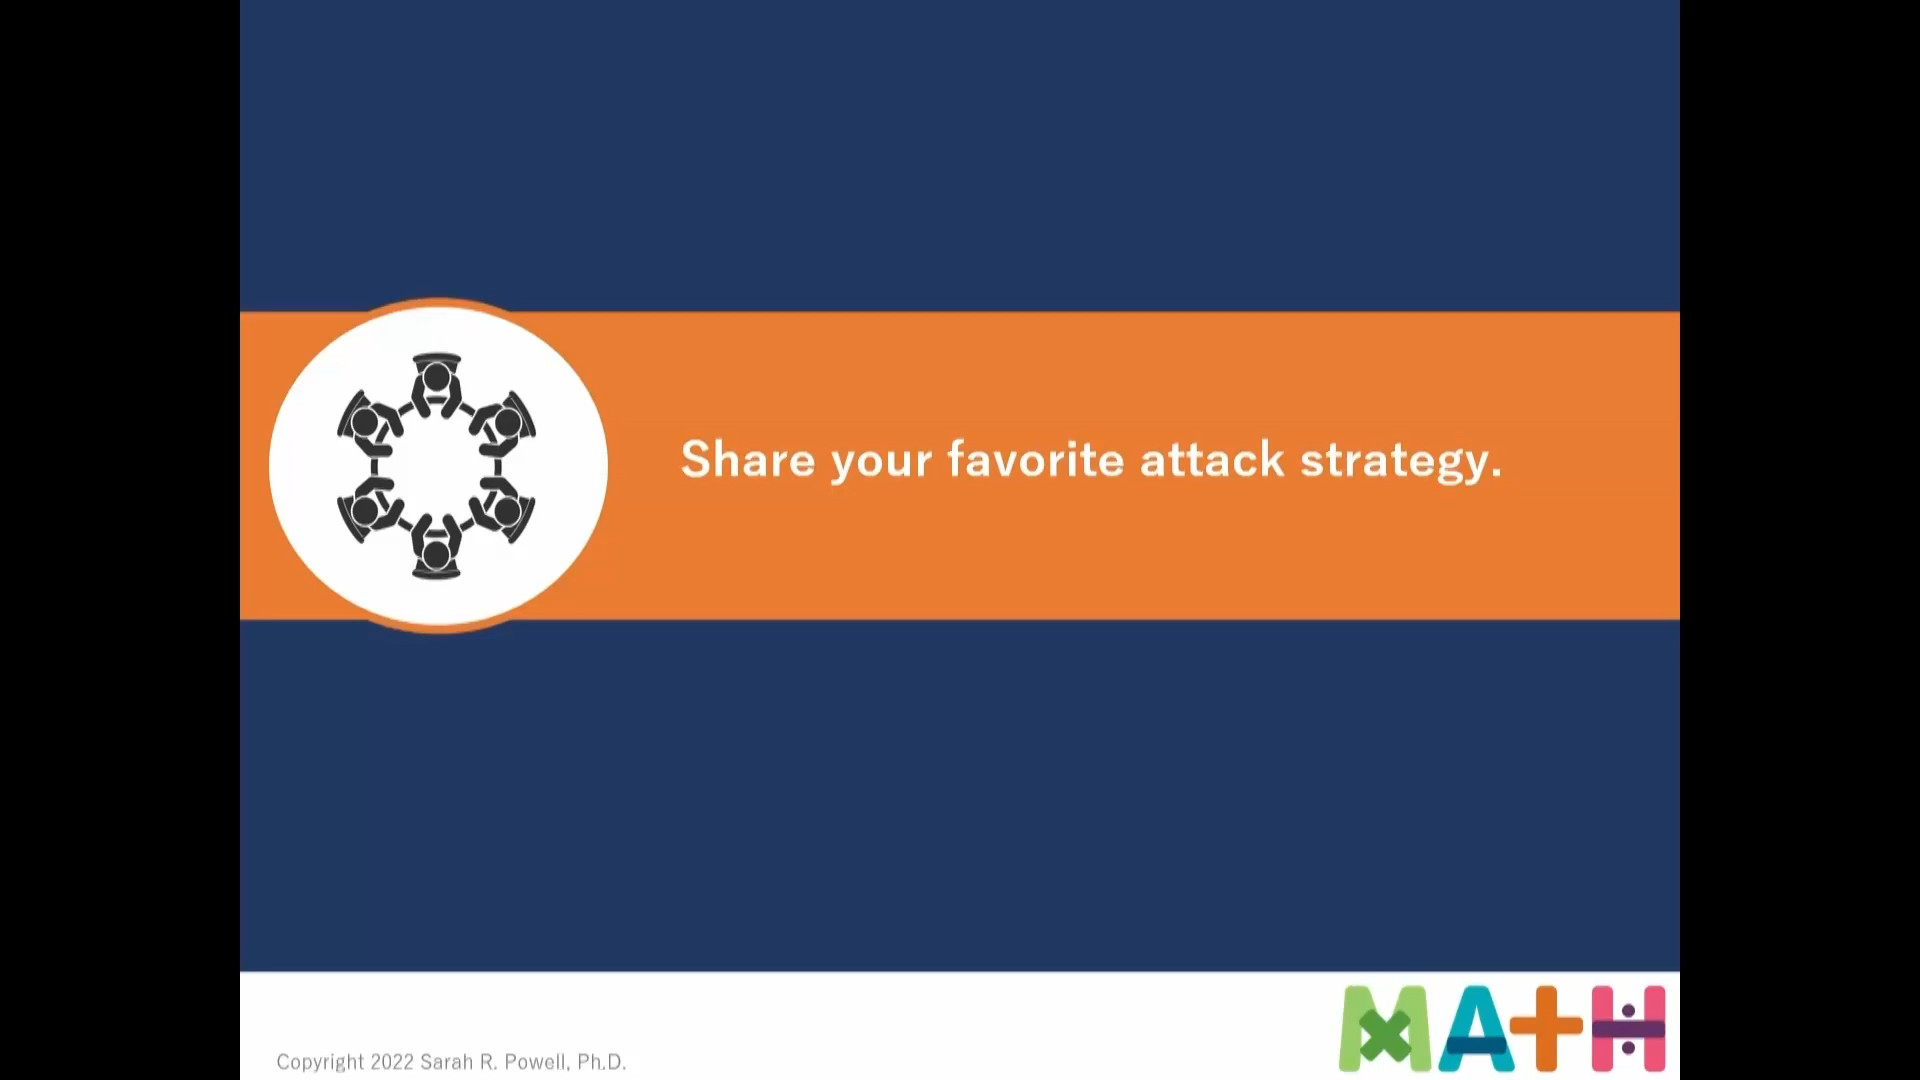 Share your favorite attack strategy.
Copyright 2022 Sarah R. Powell, Ph.D.
MATH